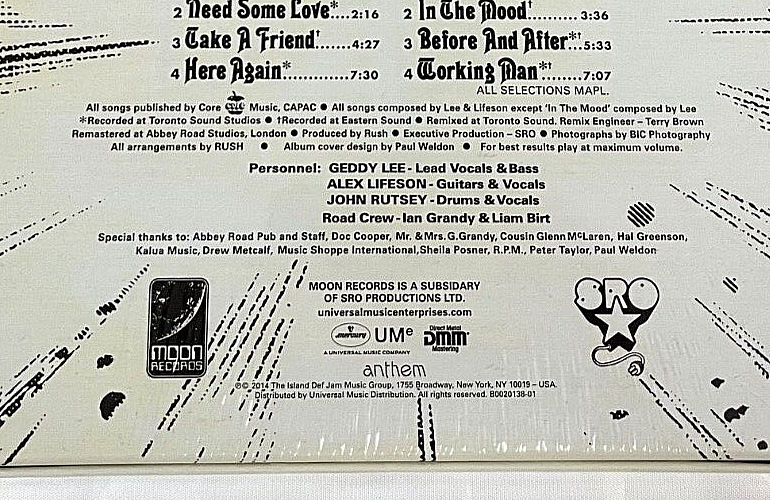 2 Need Some Love*...2:16
2 In The Mood†..........3:36
3 Take A Friend†......4:27
3 Before And After*†..5:33
4 Here Again*............7:30
4 Working Man*†.......7:07
ALL SELECTIONS MAPL.
All songs published by Core Music, CAPAC ● All songs composed by Lee & Lifeson except 'In The Mood' composed by Lee
*Recorded at Toronto Sound Studios ● †Recorded at Eastern Sound ● Remixed at Toronto Sound. Remix Engineer – Terry Brown
Remastered at Abbey Road Studios, London ● Produced by Rush ● Executive Production – SRO ● Photographs by BIC Photography
All arrangements by RUSH ● Album cover design by Paul Weldon ● For best results play at maximum volume.
Personnel: GEDDY LEE - Lead Vocals & Bass
ALEX LIFESON - Guitars & Vocals
JOHN RUTSEY - Drums & Vocals
Road Crew - Ian Grandy & Liam Birt
Special thanks to: Abbey Road Pub and Staff, Doc Cooper, Mr. & Mrs. G. Grandy, Cousin Glenn McLaren, Hal Greenson,
Kalua Music, Drew Metcalf, Music Shoppe International, Sheila Posner, R.P.M., Peter Taylor, Paul Weldon
MOON
RECORDS
MOON RECORDS IS A SUBSIDARY
OF SRO PRODUCTIONS LTD.
universalmusicenterprises.com
mercury UMe Direct Metal
DMM
Mastering
A UNIVERSAL MUSIC COMPANY
anthem
SRO
℗© 2014 The Island Def Jam Music Group, 1755 Broadway, New York, NY 10019 – USA.
Distributed by Universal Music Distribution. All rights reserved. B0020138-01